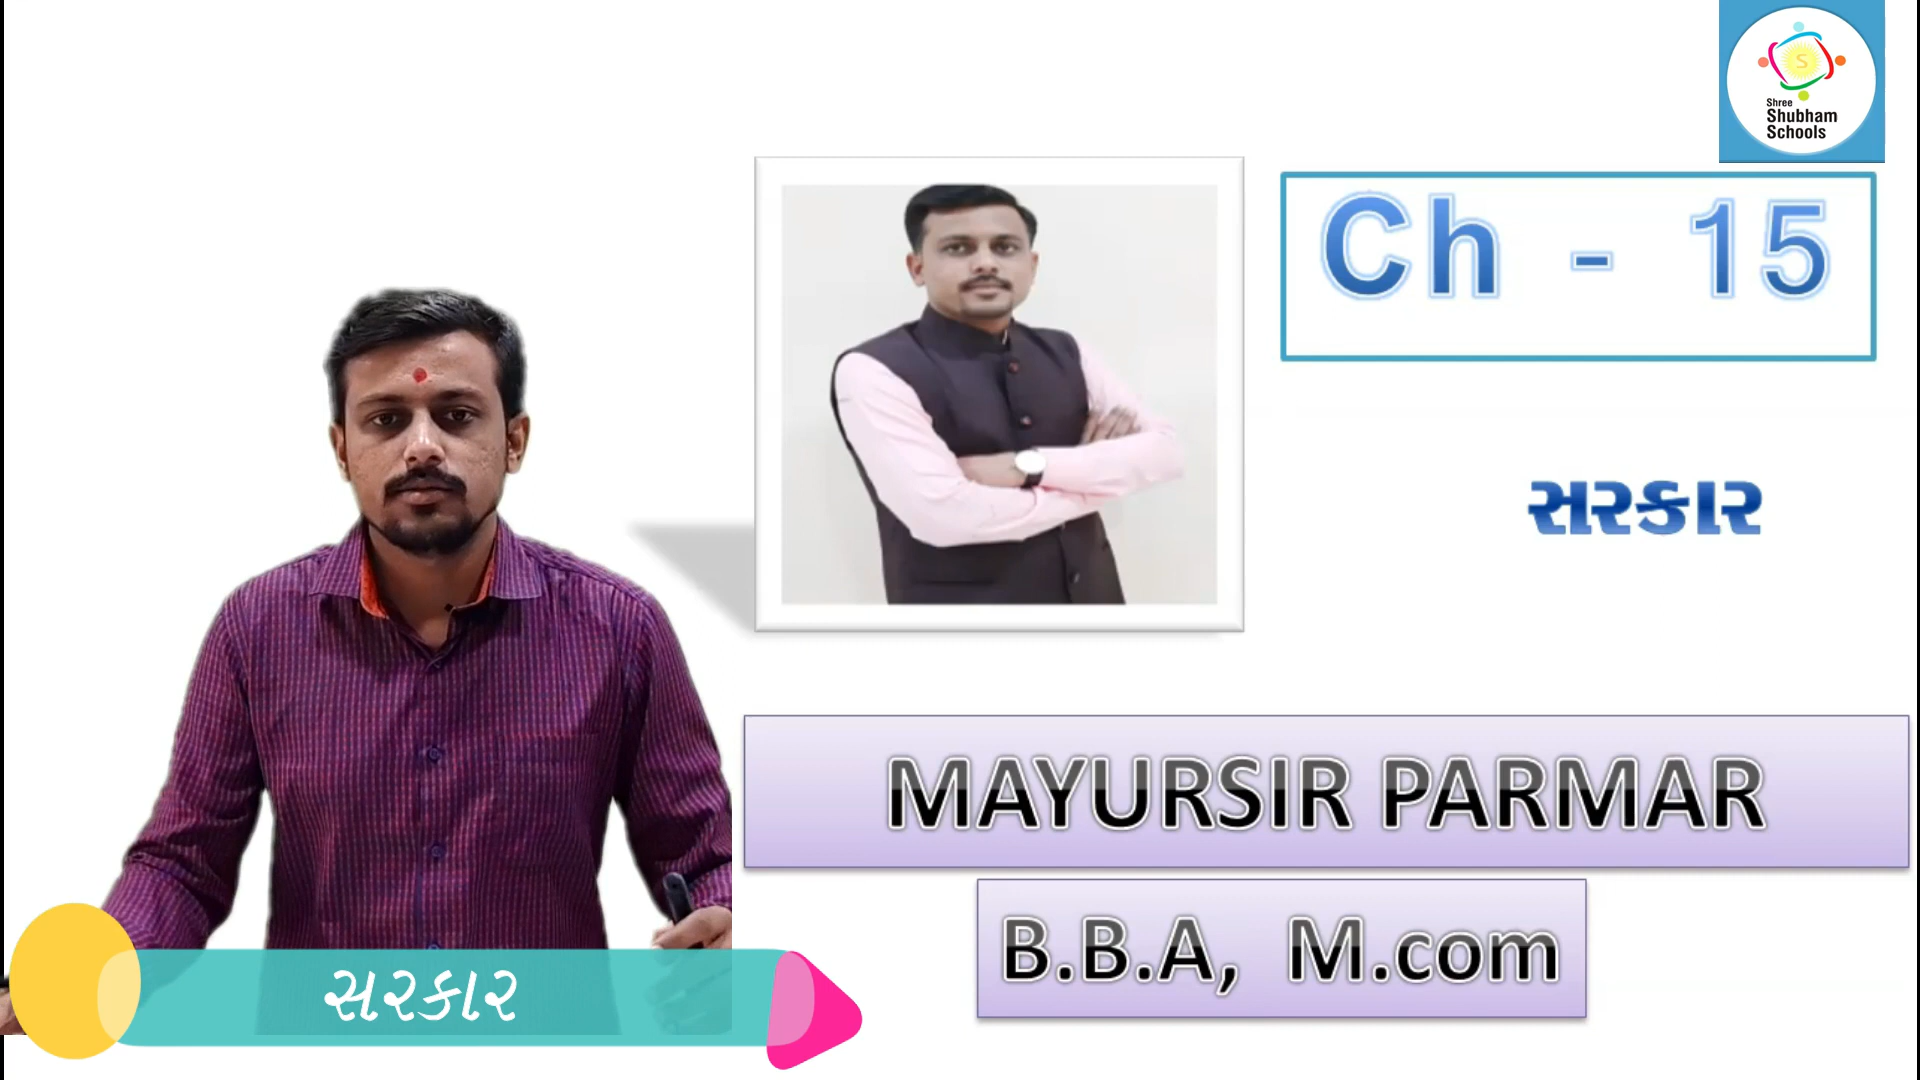 Shree
Shubham
Schools
Ch - 15
સરકાર
MAYURSIR PARMAR
B.B.A, M.com
સરકાર